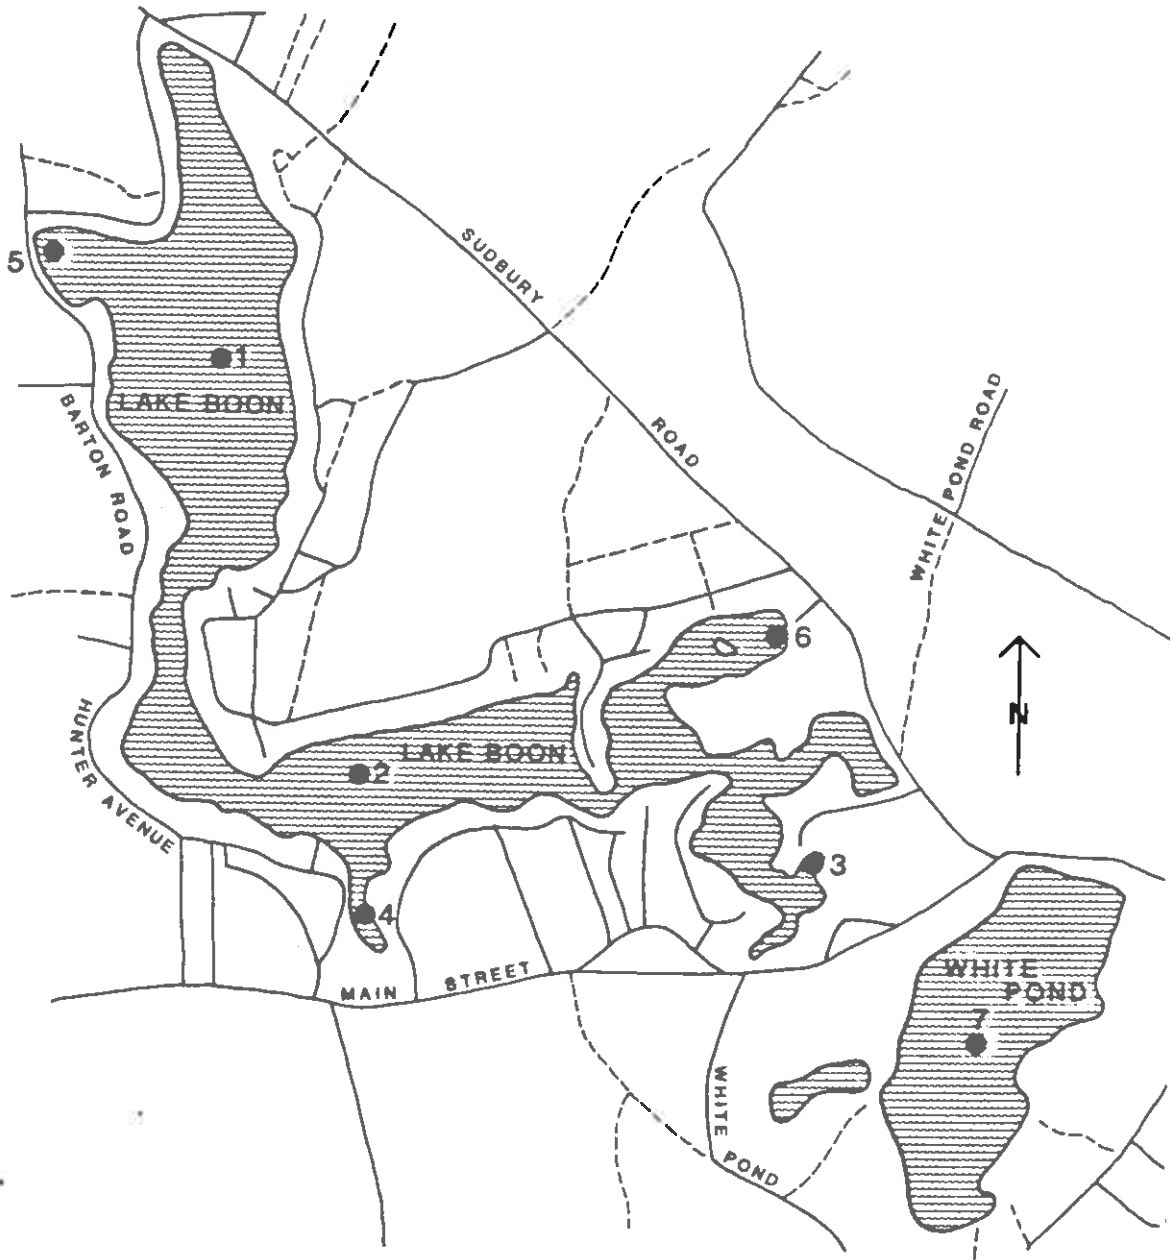 SUDBURY
5
1
LAKE BOON
BARTON ROAD
ROAD
WHITE POND ROAD
6
N
HUNTER AVENUE
LAKE BOON
2
3
4
MAIN STREET
WHITE
POND
7
WHITE POND